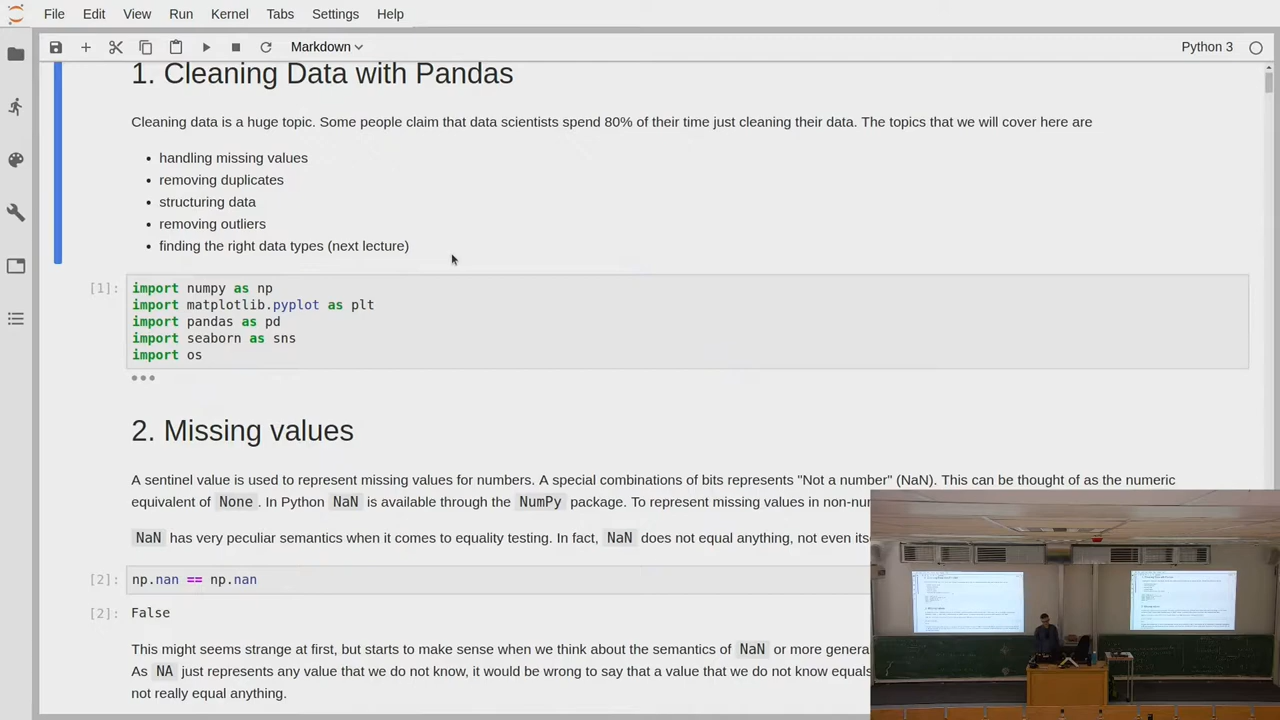 File Edit View Run Kernel Tabs Settings Help
Markdown
Python 3
1. Cleaning Data with Pandas
Cleaning data is a huge topic. Some people claim that data scientists spend 80% of their time just cleaning their data. The topics that we will cover here are
• handling missing values
• removing duplicates
• structuring data
• removing outliers
• finding the right data types (next lecture)
[1]: import numpy as np
import matplotlib.pyplot as plt
import pandas as pd
import seaborn as sns
import os
2. Missing values
A sentinel value is used to represent missing values for numbers. A special combinations of bits represents "Not a number" (NaN). This can be thought of as the numeric
equivalent of None. In Python NaN is available through the NumPy package. To represent missing values in non-nu
NaN has very peculiar semantics when it comes to equality testing. In fact, NaN does not equal anything, not even its
[2]: np.nan == np.nan
[2]: False
This might seems strange at first, but starts to make sense when we think about the semantics of NaN or more genera
As NA just represents any value that we do not know, it would be wrong to say that a value that we do not know equals
not really equal anything.